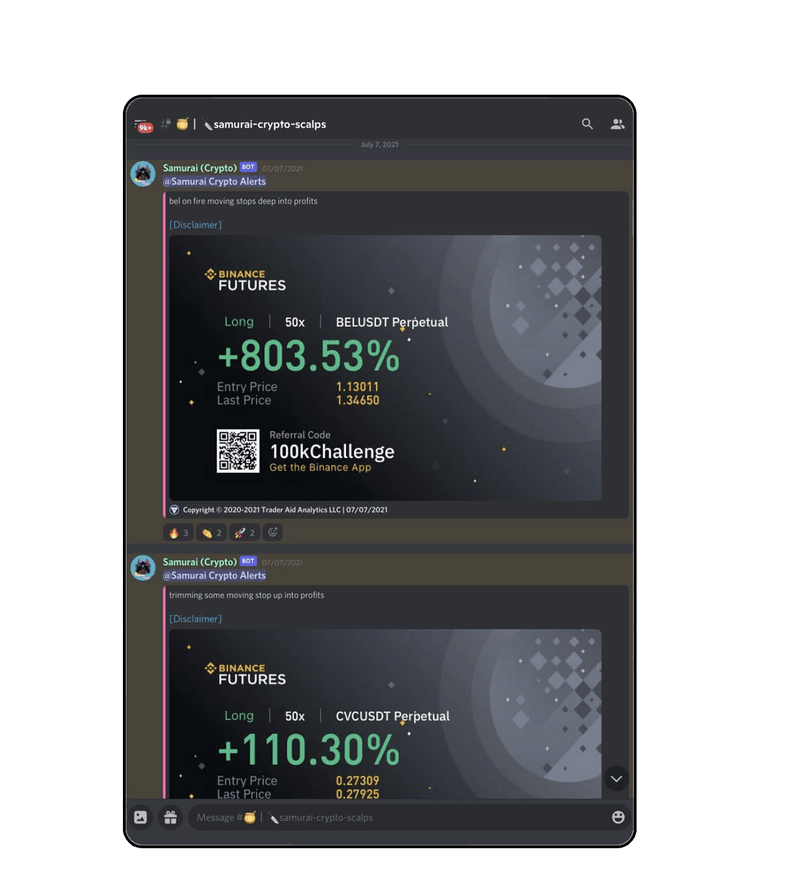 9k+
samurai-crypto-scalps
July 7, 2021
Samurai (Crypto) BOT 07/07/2021
@Samurai Crypto Alerts
bel on fire moving stops deep into profits
[Disclaimer]
BINANCE
FUTURES
Long | 50x | BELUSDT Perpetual
+803.53%
Entry Price 1.13011
Last Price 1.34650
Referral Code
100kChallenge
Get the Binance App
Copyright © 2020-2021 Trader Aid Analytics LLC | 07/07/2021
3 2 2
Samurai (Crypto) BOT 07/07/2021
@Samurai Crypto Alerts
trimming some moving stop up into profits
[Disclaimer]
BINANCE
FUTURES
Long | 50x | CVCUSDT Perpetual
+110.30%
Entry Price 0.27309
Last Price 0.27925
Message #🍯 | 🔪samurai-crypto-scalps